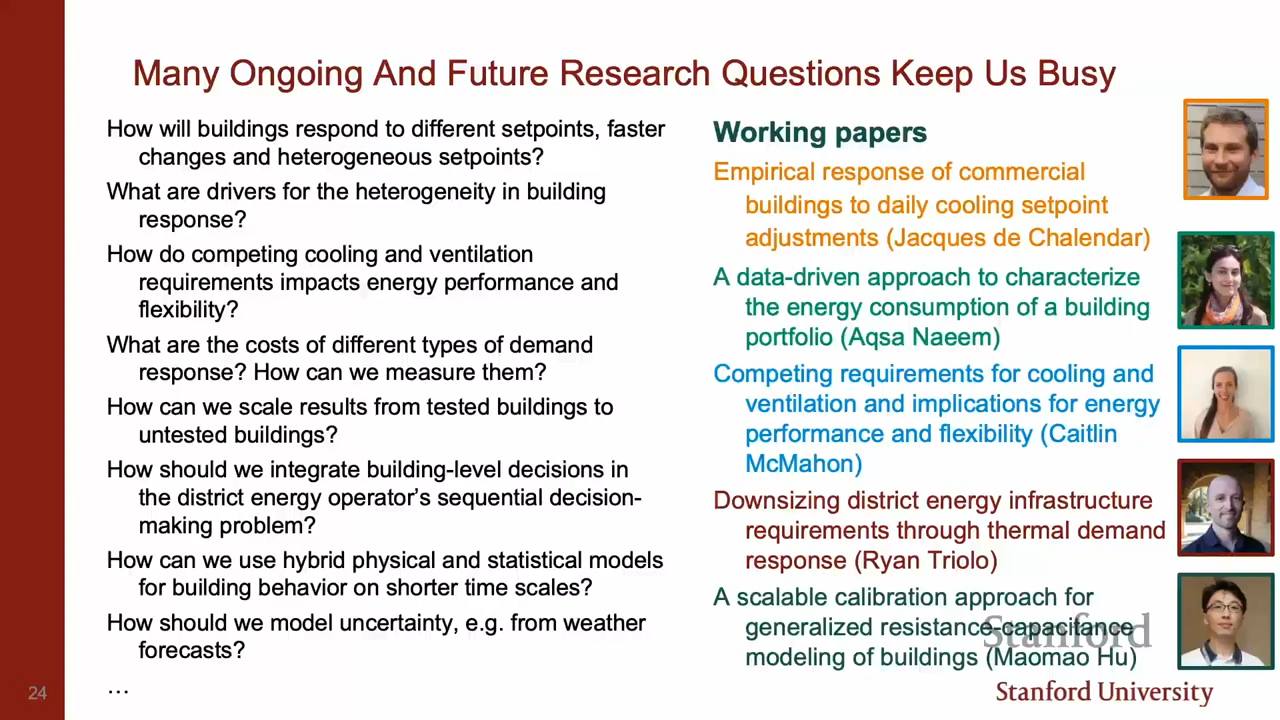 Many Ongoing And Future Research Questions Keep Us Busy
How will buildings respond to different setpoints, faster
changes and heterogeneous setpoints?
What are drivers for the heterogeneity in building
response?
How do competing cooling and ventilation
requirements impacts energy performance and
flexibility?
What are the costs of different types of demand
response? How can we measure them?
How can we scale results from tested buildings to
untested buildings?
How should we integrate building-level decisions in
the district energy operator’s sequential decision-
making problem?
How can we use hybrid physical and statistical models
for building behavior on shorter time scales?
How should we model uncertainty, e.g. from weather
forecasts?
…
Working papers
Empirical response of commercial
buildings to daily cooling setpoint
adjustments (Jacques de Chalendar)
A data-driven approach to characterize
the energy consumption of a building
portfolio (Aqsa Naeem)
Competing requirements for cooling and
ventilation and implications for energy
performance and flexibility (Caitlin
McMahon)
Downsizing district energy infrastructure
requirements through thermal demand
response (Ryan Triolo)
A scalable calibration approach for
generalized resistance-capacitance
modeling of buildings (Maomao Hu)
Stanford
Stanford University
24